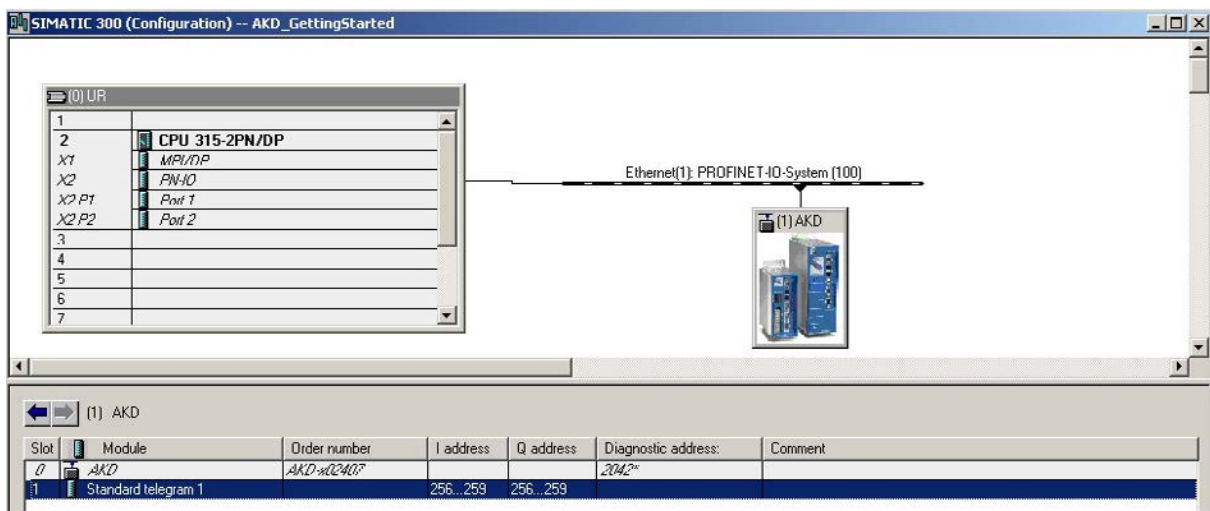 SIMATIC 300 (Configuration) -- AKD_GettingStarted
(0) UR
1
2 CPU 315-2PN/DP
X1 MPI/DP
X2 PN-IO
X2 P1 Port 1
X2 P2 Port 2
3
4
5
6
7
Ethernet(1): PROFINET-IO-System (100)
(1) AKD
(1) AKD
Slot Module Order number I address Q address Diagnostic address: Comment
0 AKD AKD-x02407 2042*
1 Standard telegram 1 256...259 256...259